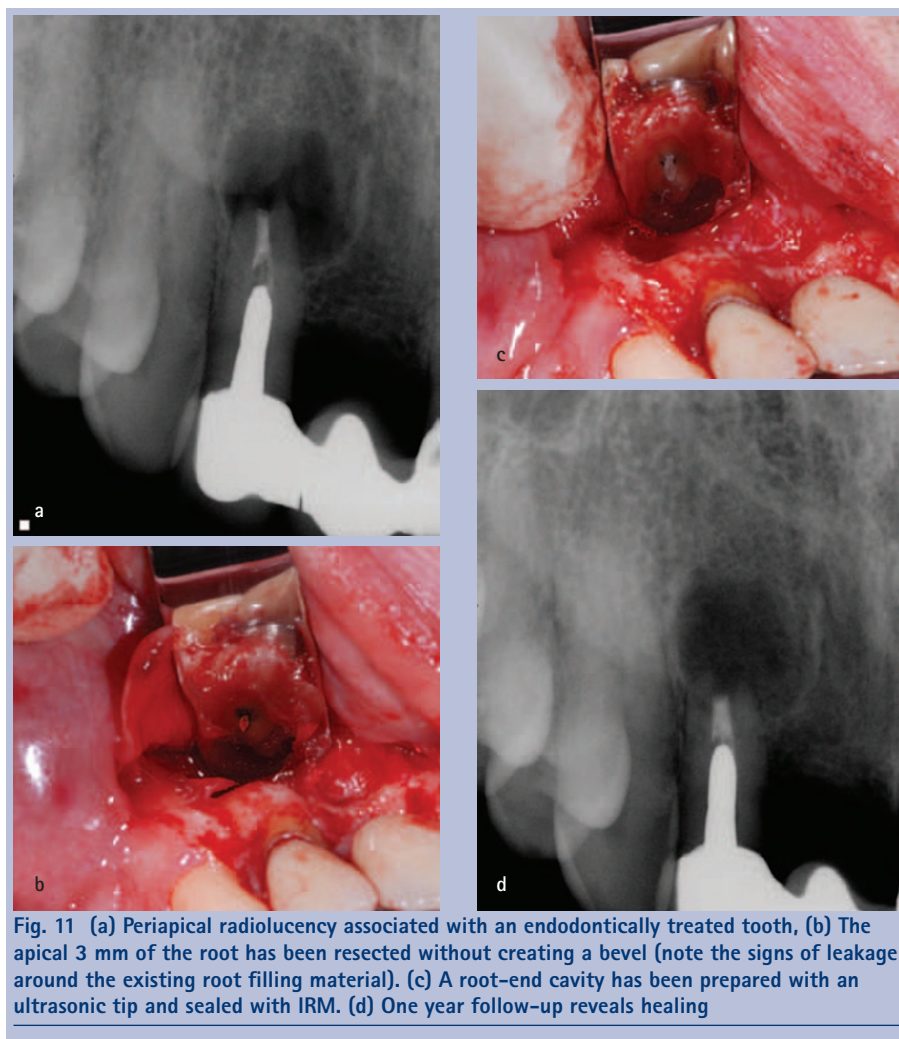 a
c
b
d
Fig. 11 (a) Periapical radiolucency associated with an endodontically treated tooth, (b) The
apical 3 mm of the root has been resected without creating a bevel (note the signs of leakage
around the existing root filling material). (c) A root-end cavity has been prepared with an
ultrasonic tip and sealed with IRM. (d) One year follow-up reveals healing